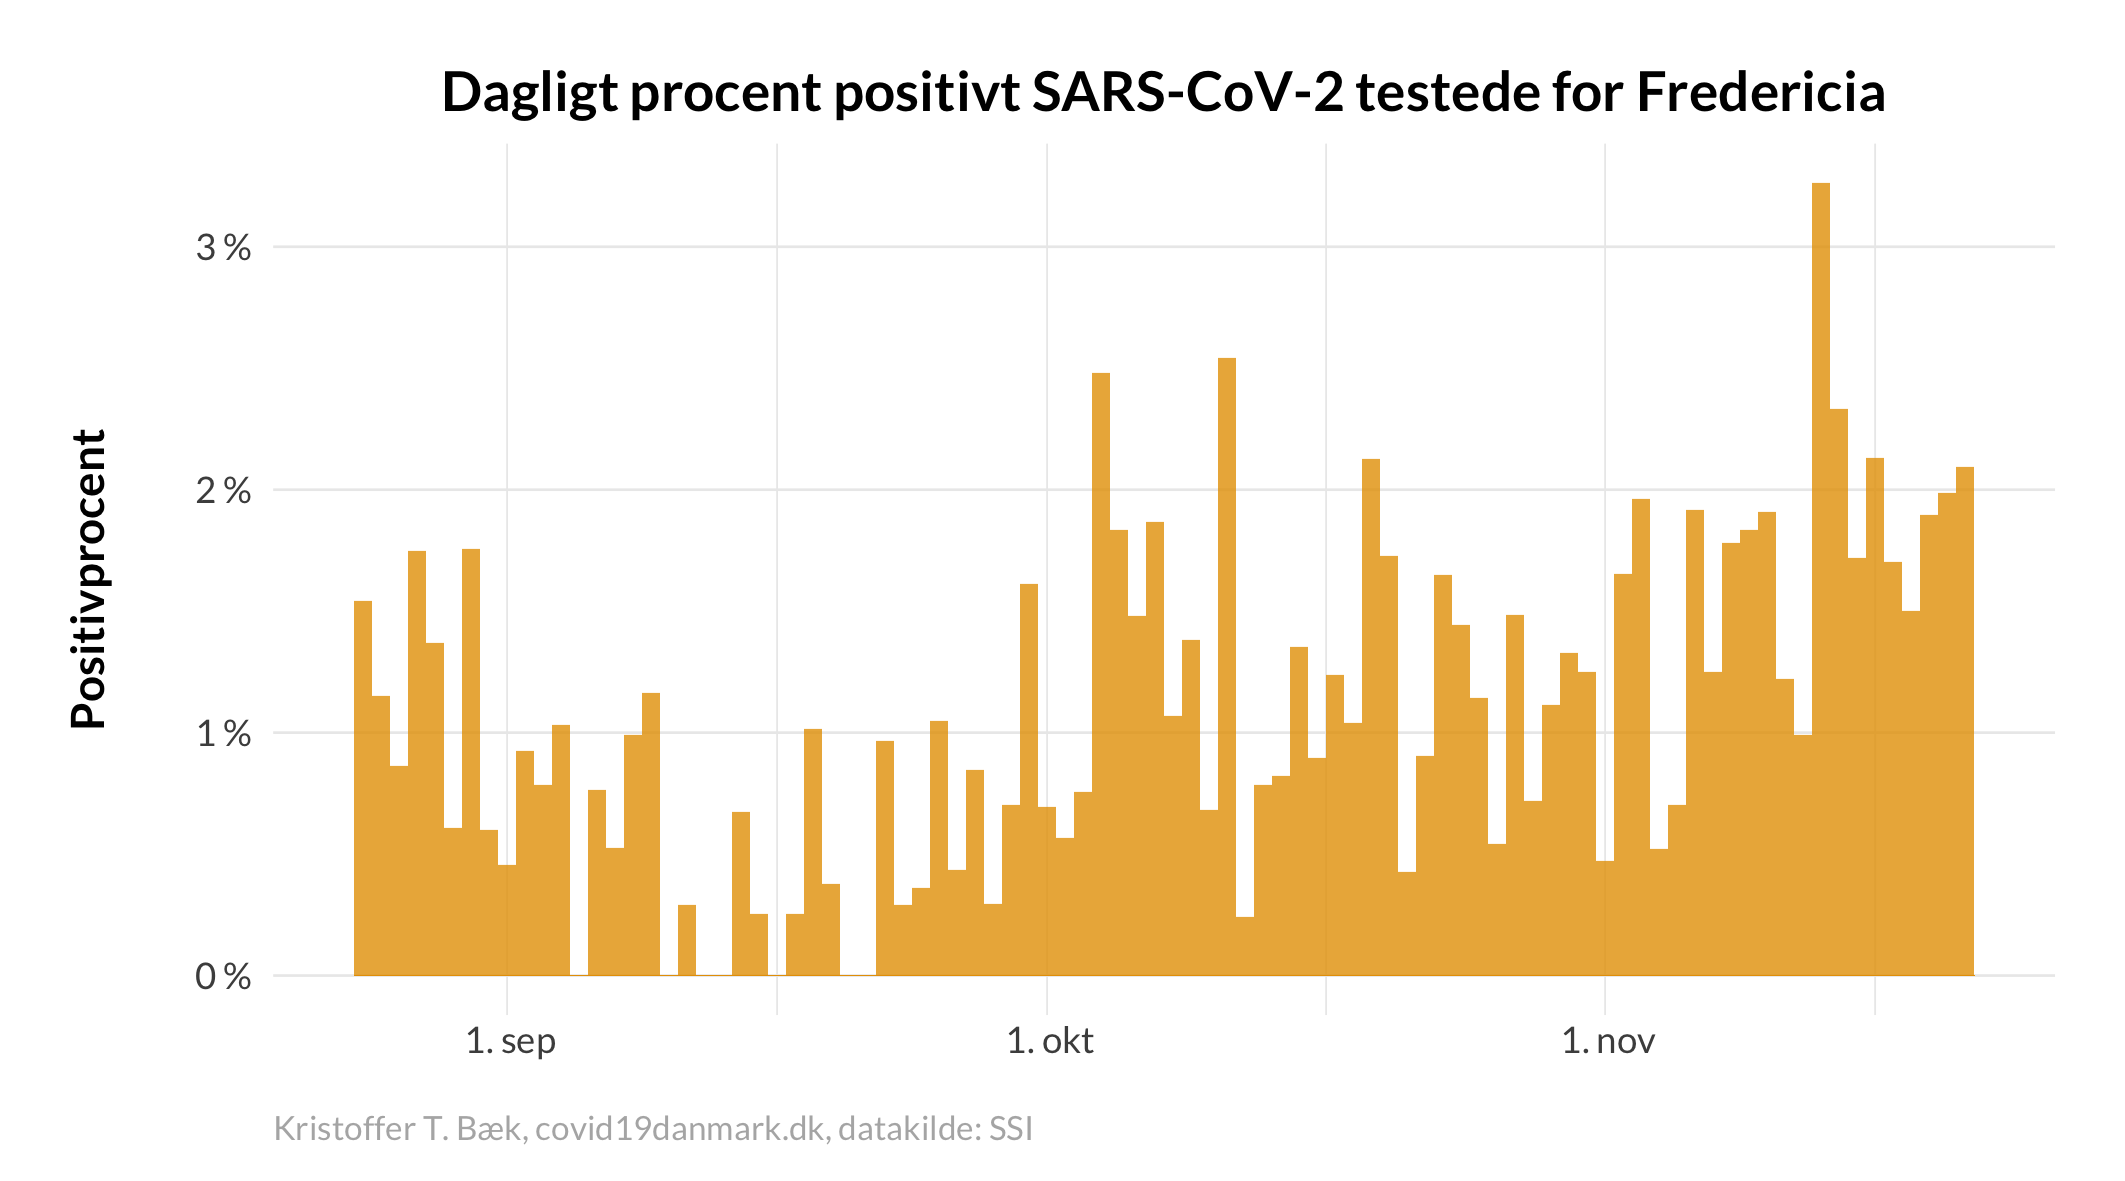 Dagligt procent positivt SARS-CoV-2 testede for Fredericia
Positivprocent
3 %
2 %
1 %
0 %
1. sep
1. okt
1. nov
Kristoffer T. Bæk, covid19danmark.dk, datakilde: SSI